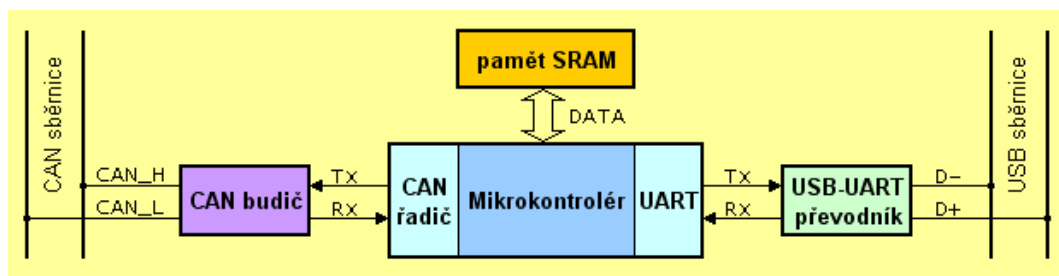 pamět SRAM
DATA
CAN sběrnice
CAN_H
CAN_L
CAN budič
Tx
Rx
CAN
řadič
Mikrokontrolér
UART
Tx
Rx
USB-UART
převodník
D-
D+
USB sběrnice